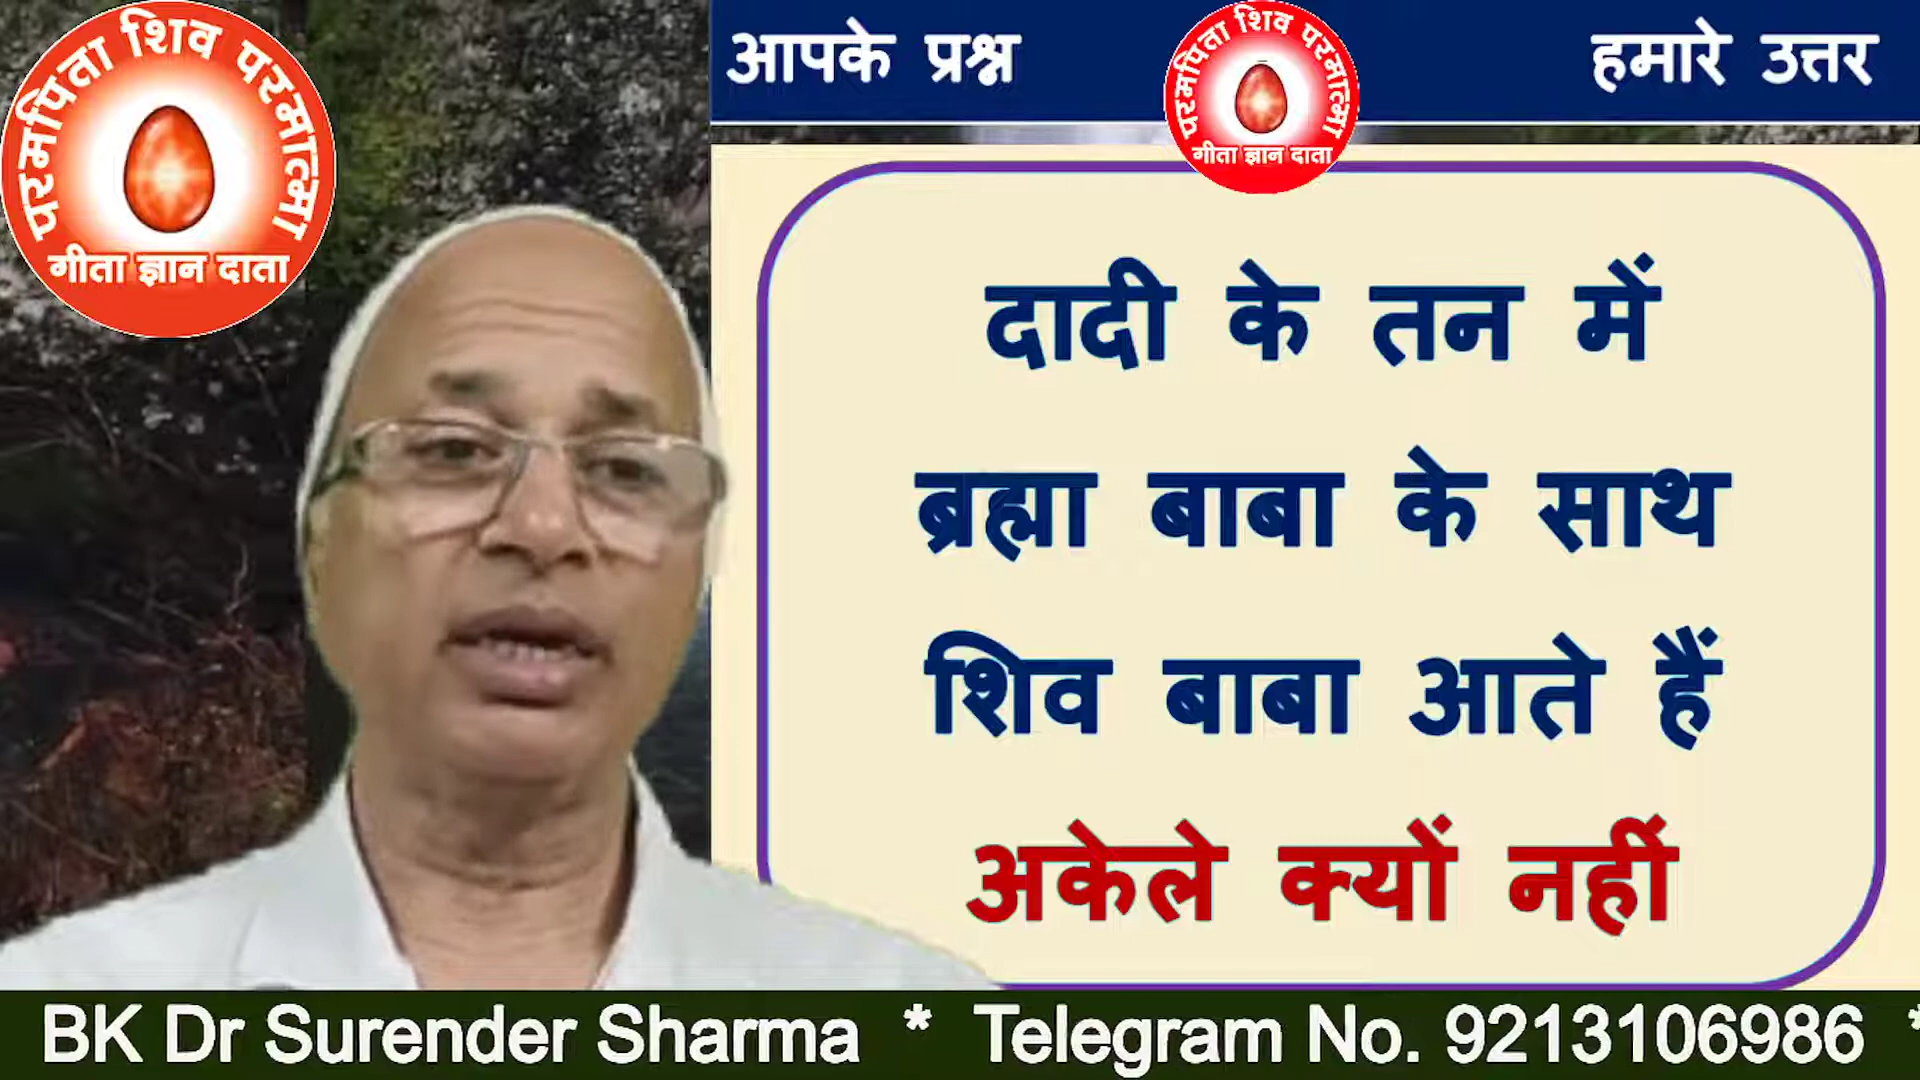 परमपिता शिव परमात्मा
गीता ज्ञान दाता
आपके प्रश्न
परमपिता शिव परमात्मा
गीता ज्ञान दाता
हमारे उत्तर
दादी के तन में
ब्रह्मा बाबा के साथ
शिव बाबा आते हैं
अकेले क्यों नहीं
BK Dr Surender Sharma * Telegram No. 9213106986 *